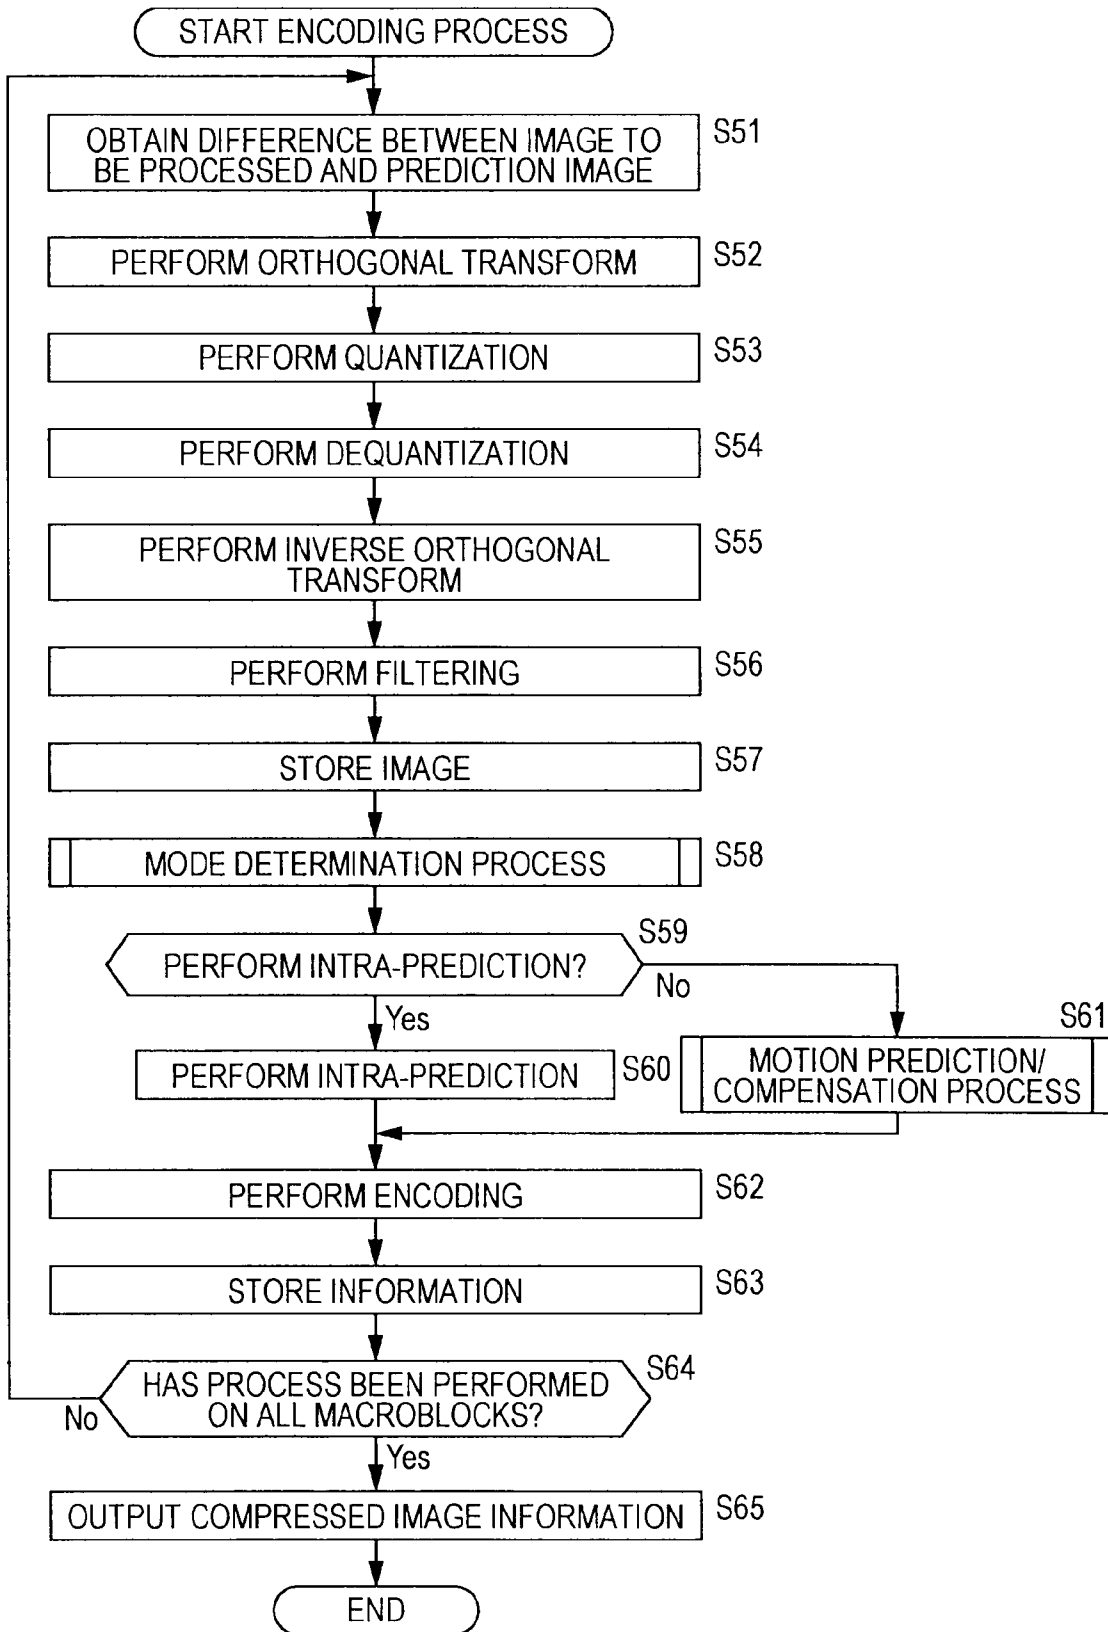 START ENCODING PROCESS
OBTAIN DIFFERENCE BETWEEN IMAGE TO
BE PROCESSED AND PREDICTION IMAGE
S51
PERFORM ORTHOGONAL TRANSFORM
S52
PERFORM QUANTIZATION
S53
PERFORM DEQUANTIZATION
S54
PERFORM INVERSE ORTHOGONAL
TRANSFORM
S55
PERFORM FILTERING
S56
STORE IMAGE
S57
MODE DETERMINATION PROCESS
S58
PERFORM INTRA-PREDICTION?
S59
No
Yes
PERFORM INTRA-PREDICTION
S60
MOTION PREDICTION/
COMPENSATION PROCESS
S61
PERFORM ENCODING
S62
STORE INFORMATION
S63
HAS PROCESS BEEN PERFORMED
ON ALL MACROBLOCKS?
S64
No
Yes
OUTPUT COMPRESSED IMAGE INFORMATION
S65
END